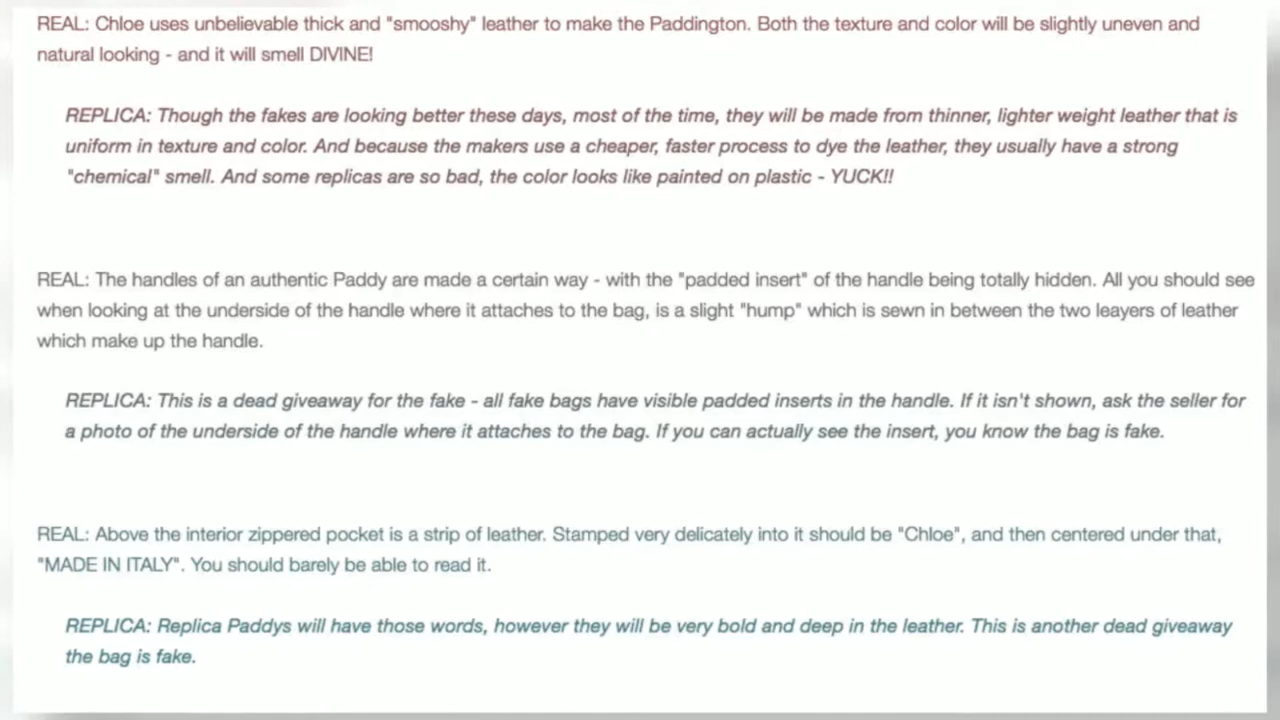 REAL: Chloe uses unbelievable thick and "smooshy" leather to make the Paddington. Both the texture and color will be slightly uneven and
natural looking - and it will smell DIVINE!
REPLICA: Though the fakes are looking better these days, most of the time, they will be made from thinner, lighter weight leather that is
uniform in texture and color. And because the makers use a cheaper, faster process to dye the leather, they usually have a strong
"chemical" smell. And some replicas are so bad, the color looks like painted on plastic - YUCK!!
REAL: The handles of an authentic Paddy are made a certain way - with the "padded insert" of the handle being totally hidden. All you should see
when looking at the underside of the handle where it attaches to the bag, is a slight "hump" which is sewn in between the two leayers of leather
which make up the handle.
REPLICA: This is a dead giveaway for the fake - all fake bags have visible padded inserts in the handle. If it isn't shown, ask the seller for
a photo of the underside of the handle where it attaches to the bag. If you can actually see the insert, you know the bag is fake.
REAL: Above the interior zippered pocket is a strip of leather. Stamped very delicately into it should be "Chloe", and then centered under that,
"MADE IN ITALY". You should barely be able to read it.
REPLICA: Replica Paddys will have those words, however they will be very bold and deep in the leather. This is another dead giveaway
the bag is fake.